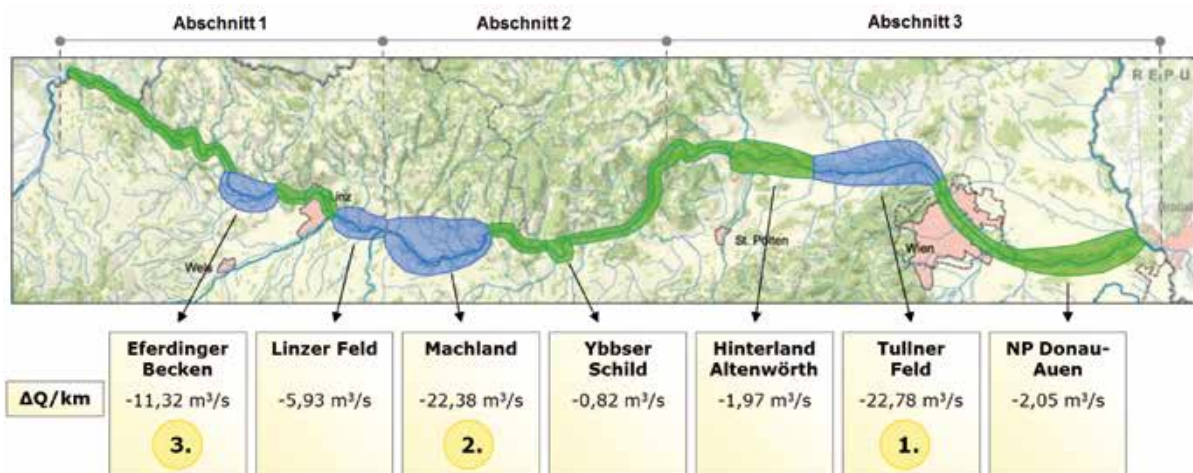 Abschnitt 1
Abschnitt 2
Abschnitt 3
R E P U
Linz
Wels
St. Pölten
Wien
Eferdinger
Becken
-11,32 m³/s
3.
Linzer Feld
-5,93 m³/s
Machland
-22,38 m³/s
2.
Ybbser
Schild
-0,82 m³/s
Hinterland
Altenwörth
-1,97 m³/s
Tullner
Feld
-22,78 m³/s
1.
NP Donau-
Auen
-2,05 m³/s
ΔQ/km